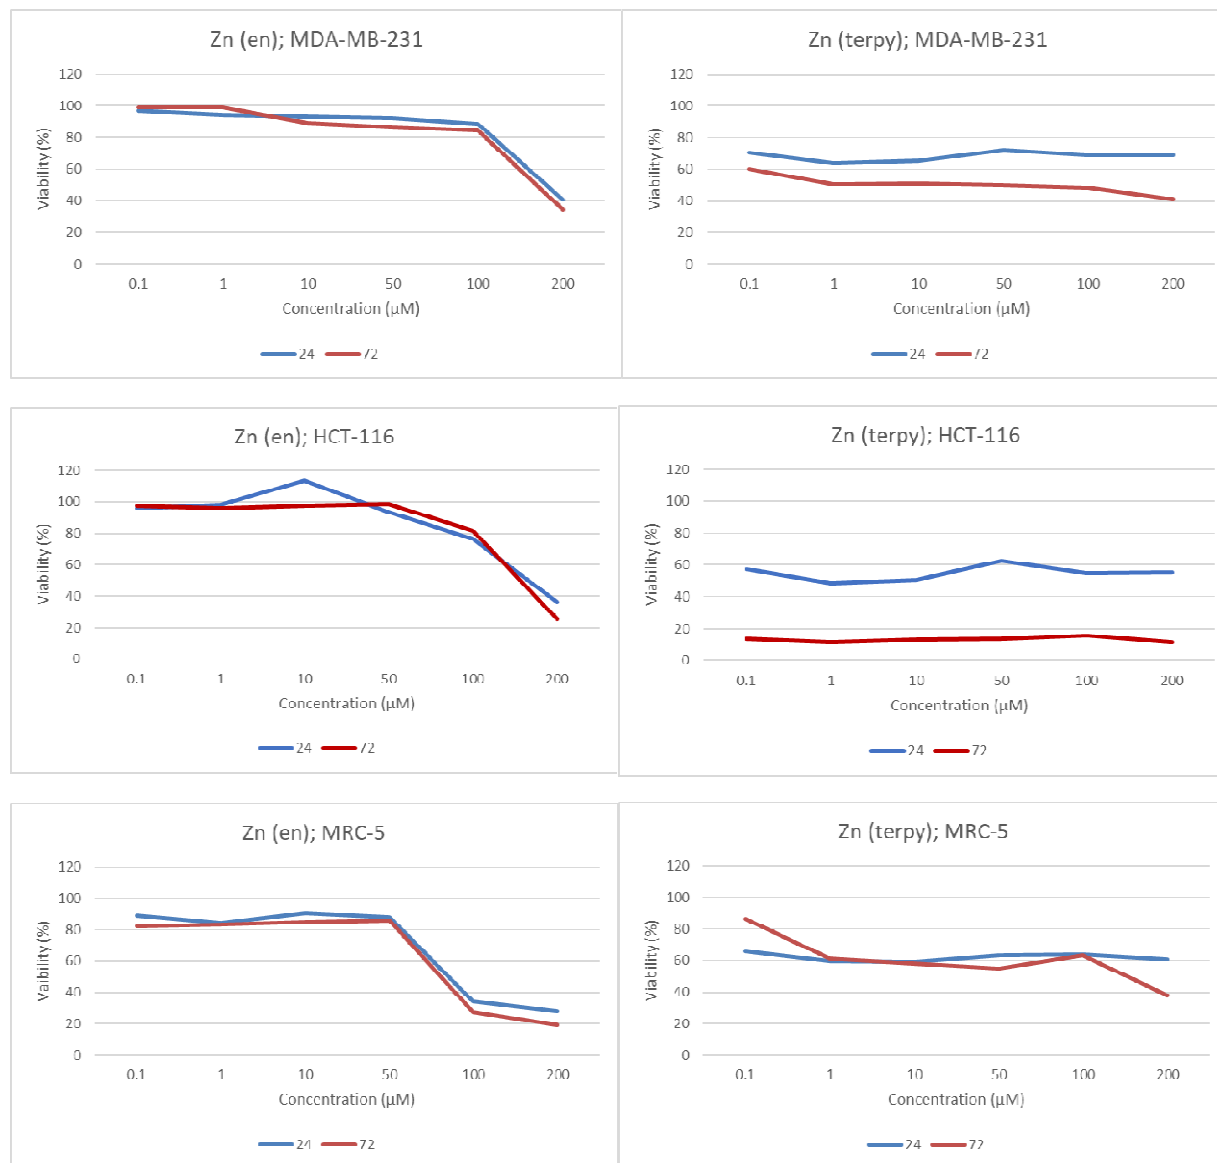 Zn (en); MDA-MB-231
Viability (%)
120
100
80
60
40
20
0
0.1 1 10 50 100 200
Concentration (µM)
24 72
Zn (terpy); MDA-MB-231
Viability (%)
120
100
80
60
40
20
0
0.1 1 10 50 100 200
Concentration (µM)
24 72
Zn (en); HCT-116
Viability (%)
120
100
80
60
40
20
0
0.1 1 10 50 100 200
Concentration (µM)
24 72
Zn (terpy); HCT-116
Viability (%)
120
100
80
60
40
20
0
0.1 1 10 50 100 200
Concentration (µM)
24 72
Zn (en); MRC-5
Vaibility (%)
120
100
80
60
40
20
0
0.1 1 10 50 100 200
Concentration (µM)
24 72
Zn (terpy); MRC-5
Viability (%)
120
100
80
60
40
20
0
0.1 1 10 50 100 200
Concentration (µM)
24 72